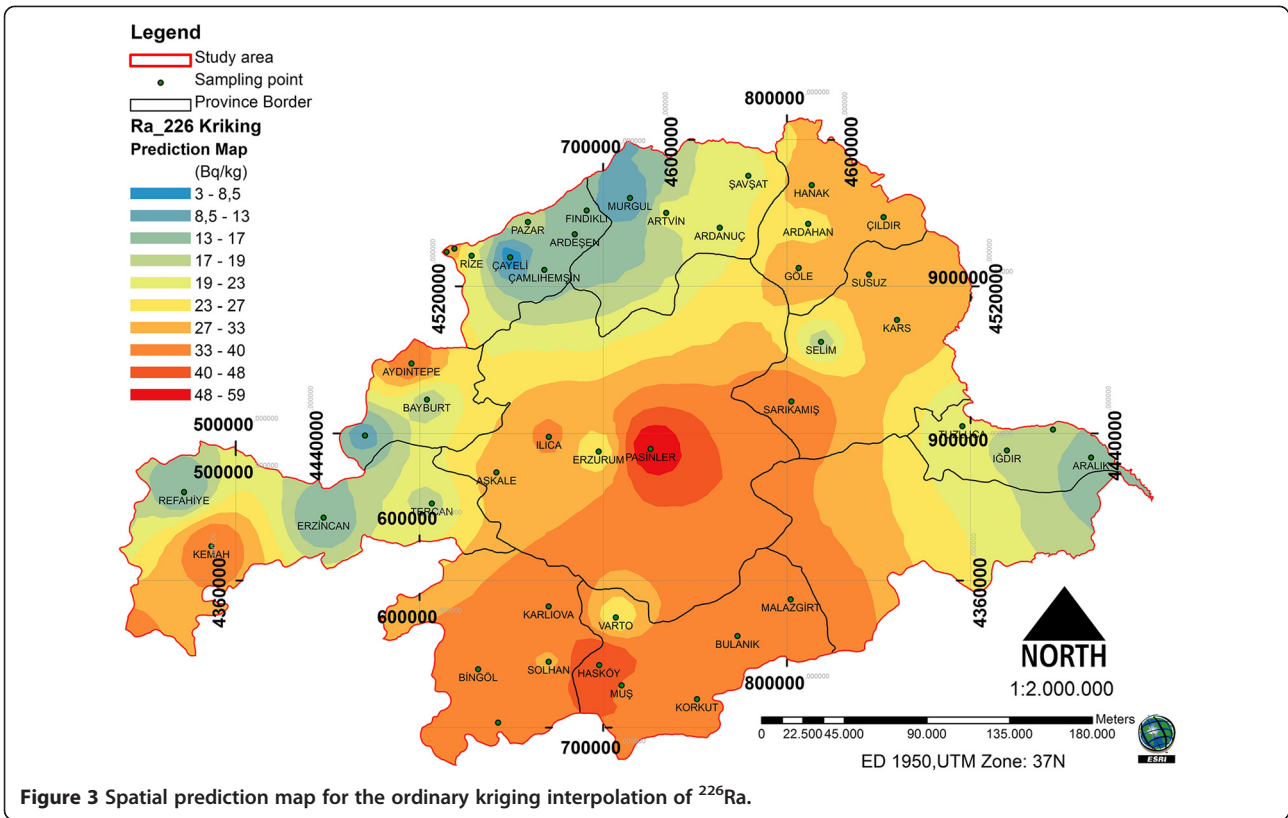 Legend
Study area
Sampling point
Province Border
Ra_226 Kriking
Prediction Map
(Bq/kg)
3 - 8,5
8,5 - 13
13 - 17
17 - 19
19 - 23
23 - 27
27 - 33
33 - 40
40 - 48
48 - 59
800000
700000
4600000
4600000
ŞAVŞAT
HANAK
MURGUL
FINDIKLI
ARTVİN
PAZAR
ARDEŞEN
ARDANUÇ
ARDAHAN
ÇILDIR
RİZE
ÇAYELİ
ÇAMLIHEMŞİN
GÖLE
SUSUZ
900000
4520000
4520000
KARS
SELİM
AYDINTEPE
BAYBURT
SARIKAMIŞ
500000
4440000
TUZLUCA
900000
4440000
ILICA
ERZURUM
PASİNLER
IĞDIR
ARALIK
500000
AŞKALE
REFAHİYE
TERCAN
600000
ERZİNCAN
KEMAH
4360000
4360000
600000
KARLIOVA
VARTO
MALAZGİRT
BULANIK
NORTH
1:2.000.000
BİNGÖL
SOLHAN
HASKÖY
MUŞ
800000
KORKUT
700000
Meters
0 22.500 45.000 90.000 135.000 180.000
ED 1950,UTM Zone: 37N
ESRI
Figure 3 Spatial prediction map for the ordinary kriging interpolation of ²²⁶Ra.